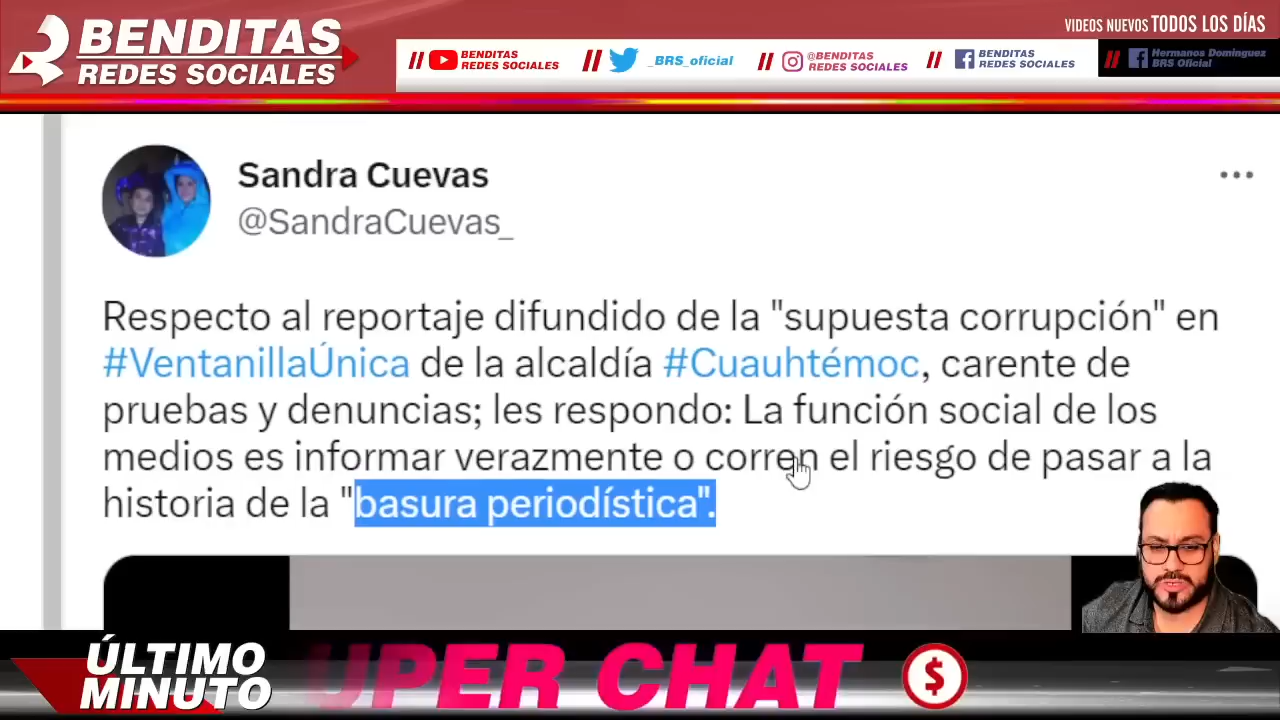 BENDITAS
REDES SOCIALES
VIDEOS NUEVOS TODOS LOS DÍAS
// BENDITAS REDES SOCIALES
// _BRS_oficial
// @BENDITAS REDES SOCIALES
// BENDITAS REDES SOCIALES
// Hermanos Dominguez BRS Oficial
Sandra Cuevas
@SandraCuevas_
Respecto al reportaje difundido de la "supuesta corrupción" en
#VentanillaÚnica de la alcaldía #Cuauhtémoc, carente de
pruebas y denuncias; les respondo: La función social de los
medios es informar verazmente o corren el riesgo de pasar a la
historia de la "basura periodística".
ÚLTIMO
MINUTO
UPER CHAT
$